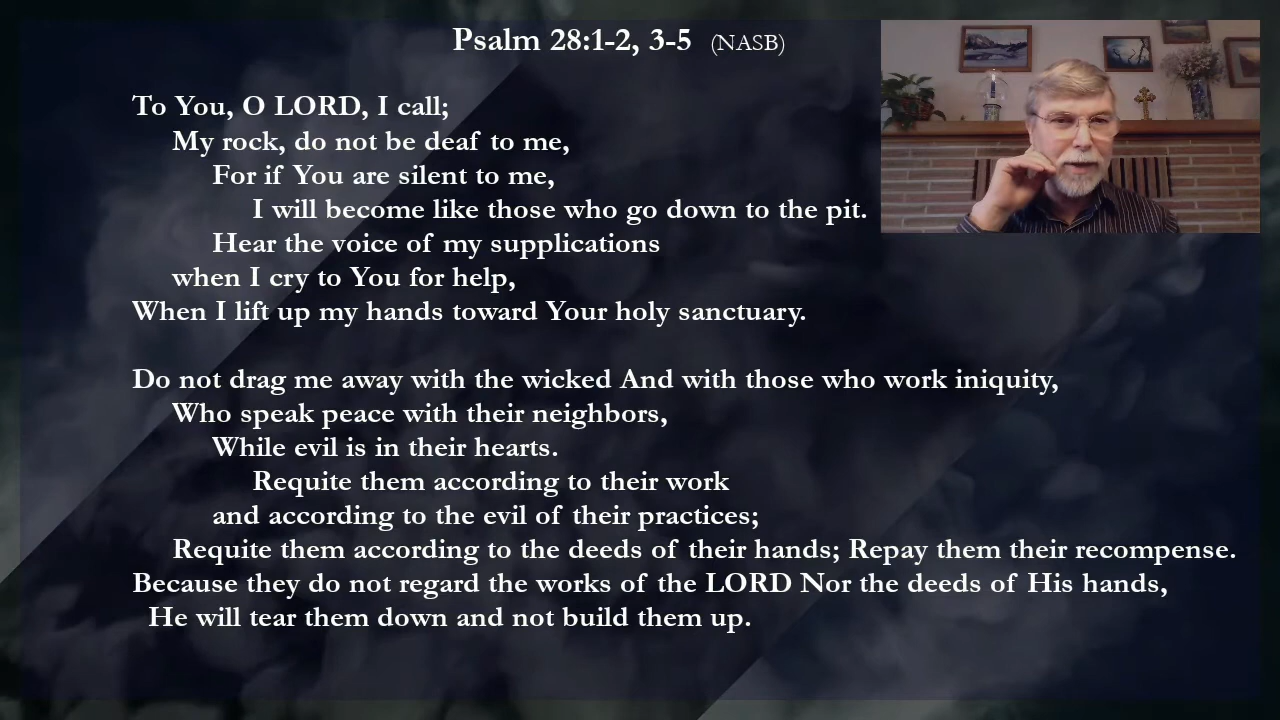 Psalm 28:1-2, 3-5 (NASB)
To You, O LORD, I call;
My rock, do not be deaf to me,
For if You are silent to me,
I will become like those who go down to the pit.
Hear the voice of my supplications
when I cry to You for help,
When I lift up my hands toward Your holy sanctuary.
Do not drag me away with the wicked And with those who work iniquity,
Who speak peace with their neighbors,
While evil is in their hearts.
Requite them according to their work
and according to the evil of their practices;
Requite them according to the deeds of their hands; Repay them their recompense.
Because they do not regard the works of the LORD Nor the deeds of His hands,
He will tear them down and not build them up.